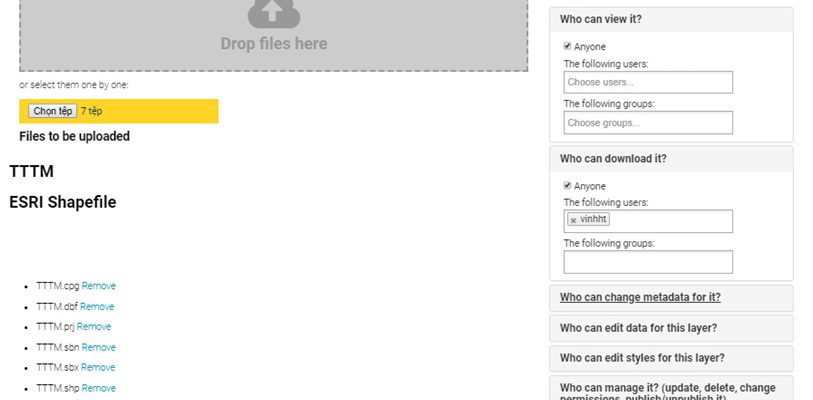 Drop files here
or select them one by one:
Chọn tệp 7 tệp
Files to be uploaded
TTTM
ESRI Shapefile
TTTM.cpg Remove
TTTM.dbf Remove
TTTM.prj Remove
TTTM.sbn Remove
TTTM.sbx Remove
TTTM.shp Remove
Who can view it?
Anyone
The following users:
Choose users...
The following groups:
Choose groups...
Who can download it?
Anyone
The following users:
vinhht
The following groups:
Who can change metadata for it?
Who can edit data for this layer?
Who can edit styles for this layer?
Who can manage it? (update, delete, change
permissions, publish/unpublish it)